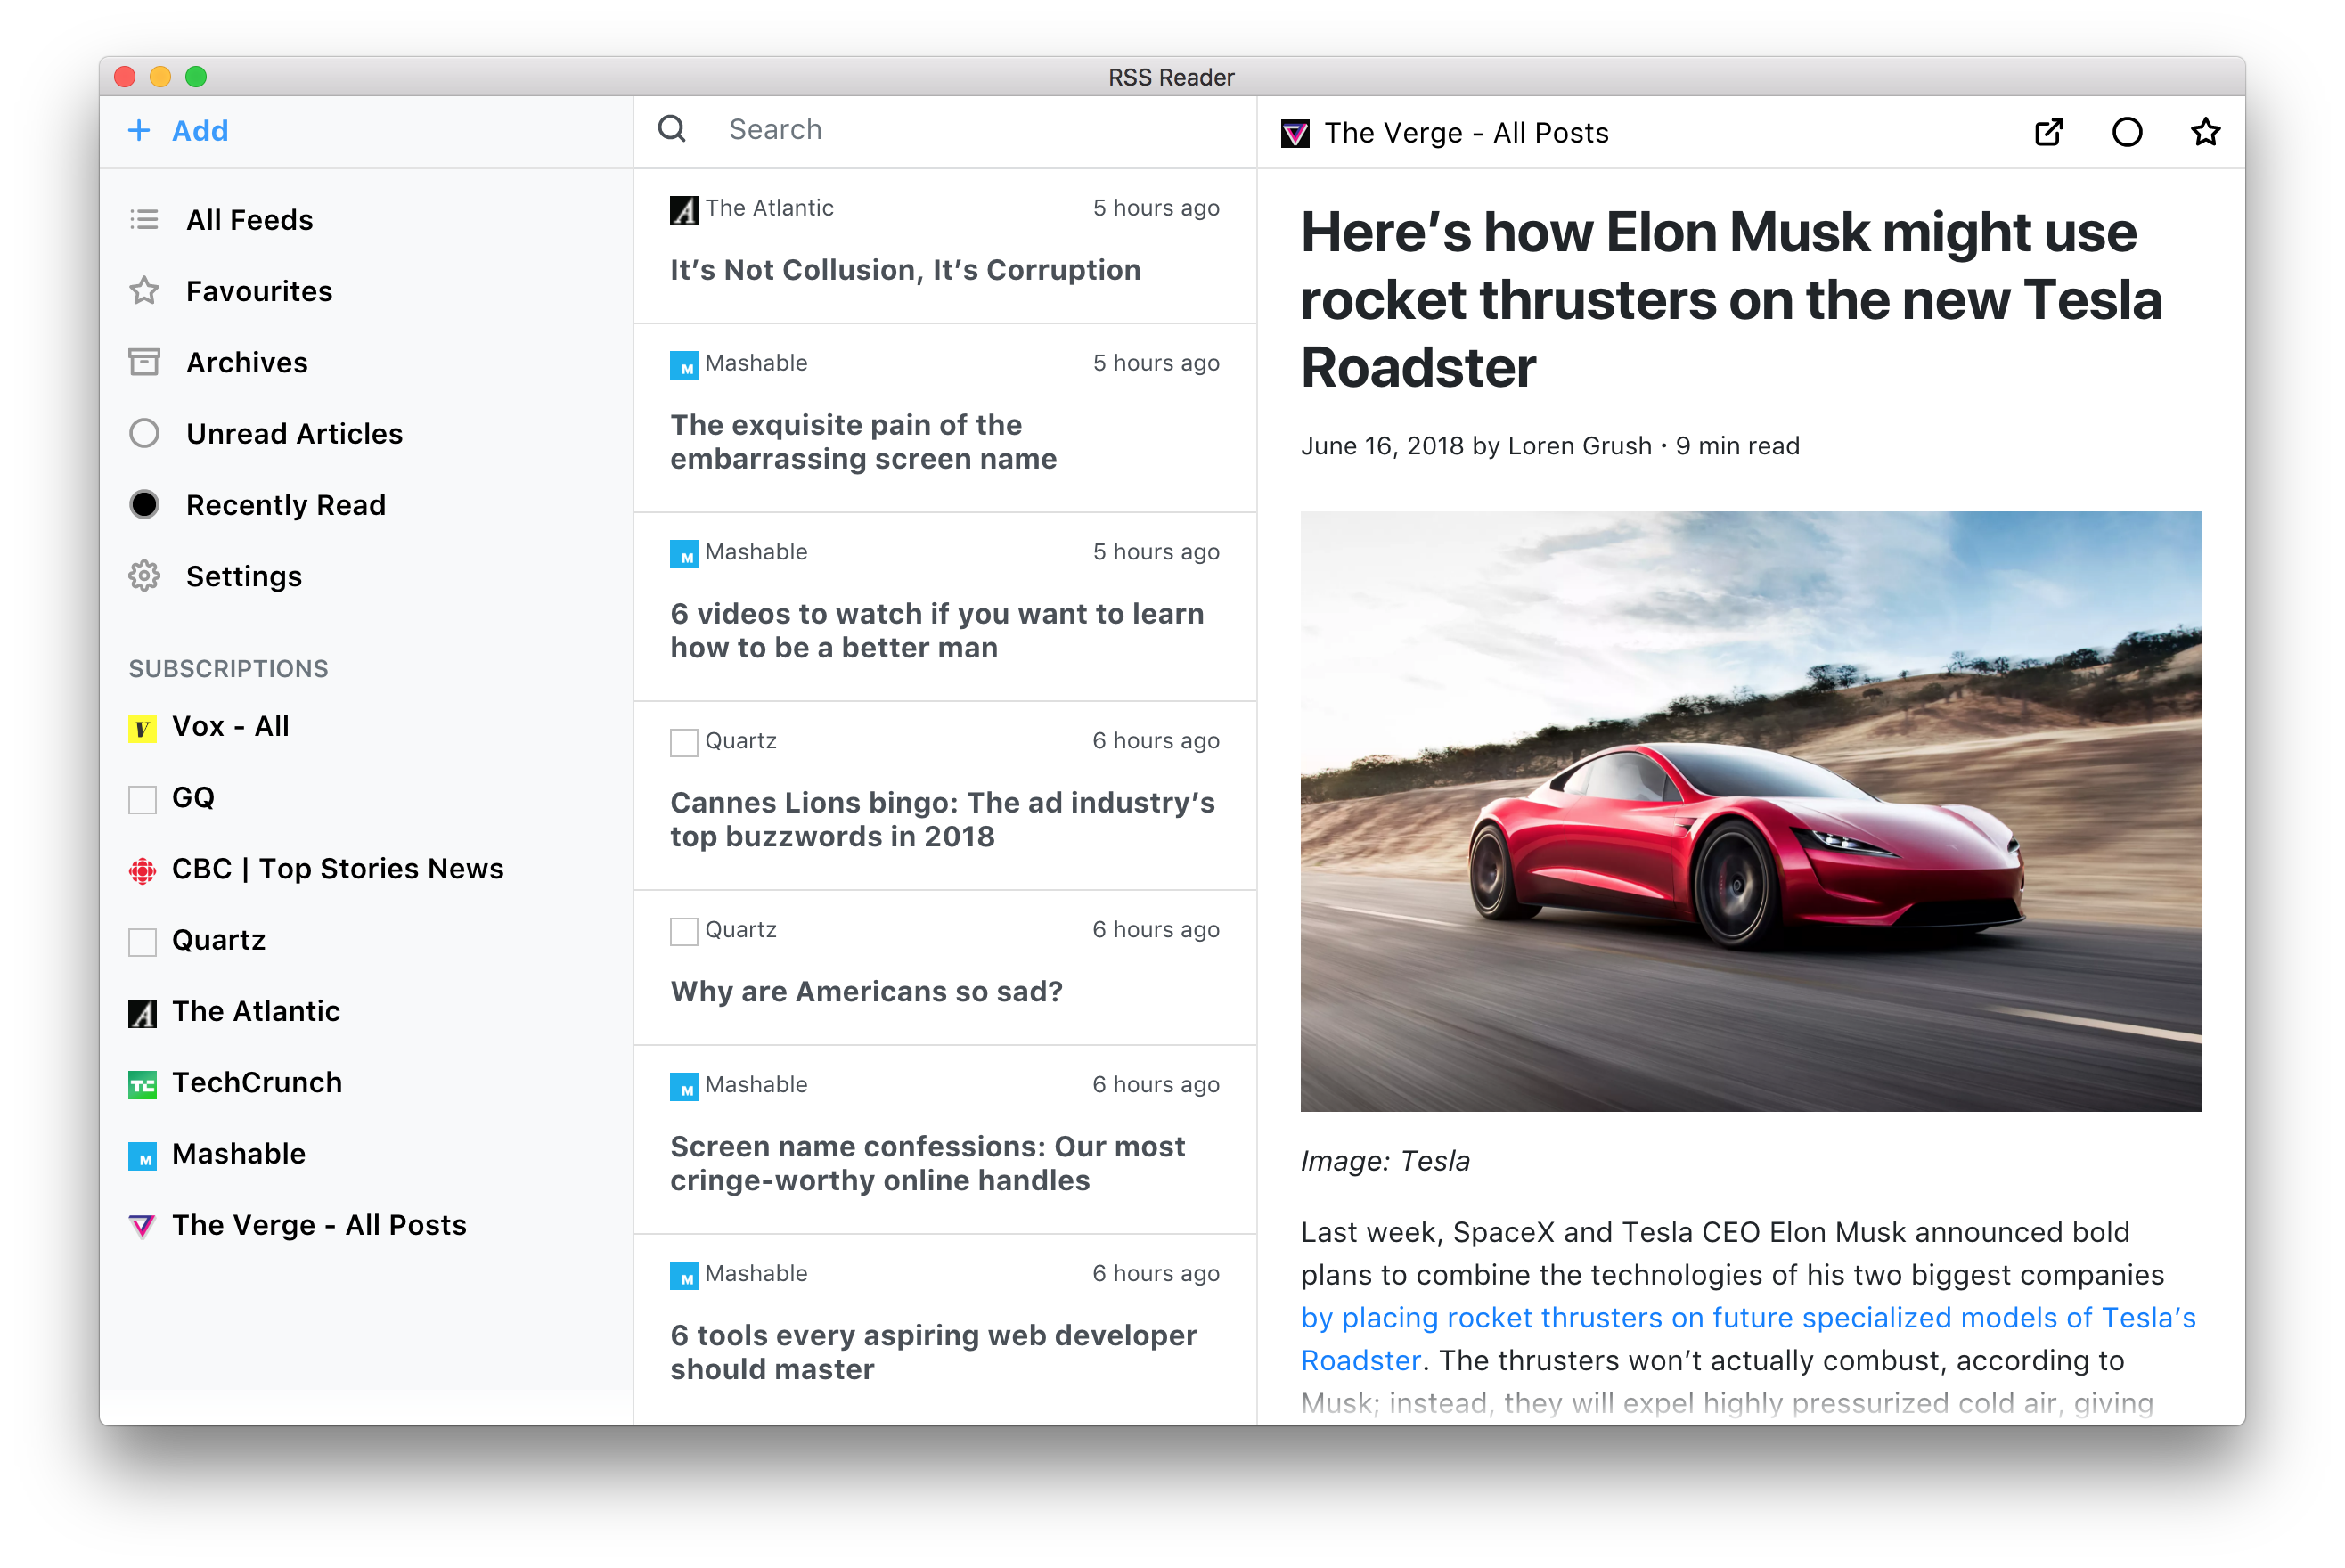 RSS Reader
+ Add
All Feeds
Favourites
Archives
Unread Articles
Recently Read
Settings
SUBSCRIPTIONS
V Vox - All
GQ
CBC | Top Stories News
Quartz
A The Atlantic
TC TechCrunch
M Mashable
The Verge - All Posts
Search
A The Atlantic 5 hours ago
It’s Not Collusion, It’s Corruption
M Mashable 5 hours ago
The exquisite pain of the
embarrassing screen name
M Mashable 5 hours ago
6 videos to watch if you want to learn
how to be a better man
Quartz 6 hours ago
Cannes Lions bingo: The ad industry’s
top buzzwords in 2018
Quartz 6 hours ago
Why are Americans so sad?
M Mashable 6 hours ago
Screen name confessions: Our most
cringe-worthy online handles
M Mashable 6 hours ago
6 tools every aspiring web developer
should master
The Verge - All Posts
Here’s how Elon Musk might use
rocket thrusters on the new Tesla
Roadster
June 16, 2018 by Loren Grush • 9 min read
Image: Tesla
Last week, SpaceX and Tesla CEO Elon Musk announced bold
plans to combine the technologies of his two biggest companies
by placing rocket thrusters on future specialized models of Tesla’s
Roadster. The thrusters won’t actually combust, according to
Musk; instead, they will expel highly pressurized cold air, giving